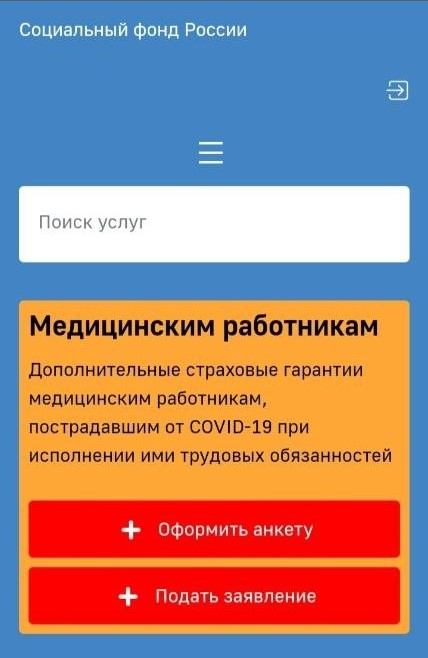 Социальный фонд России
Поиск услуг
Медицинским работникам
Дополнительные страховые гарантии
медицинским работникам,
пострадавшим от COVID-19 при
исполнении ими трудовых обязанностей
Оформить анкету
Подать заявление